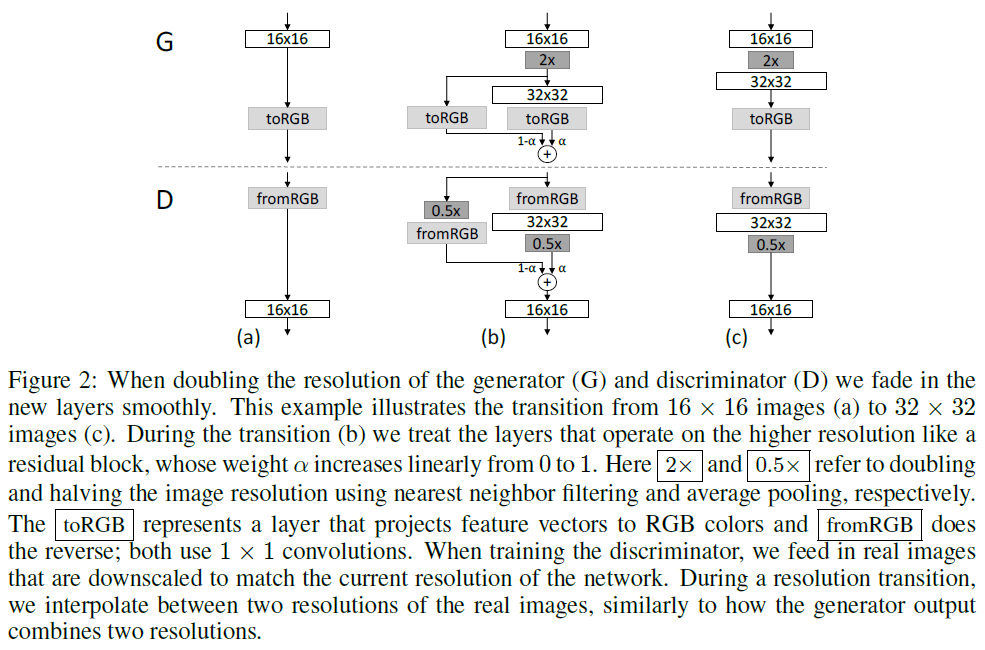 G
16x16
toRGB
16x16
2x
32x32
toRGB
toRGB
1-α
α
+
16x16
2x
32x32
toRGB
D
fromRGB
16x16
(a)
0.5x
fromRGB
fromRGB
32x32
0.5x
1-α
α
+
16x16
(b)
fromRGB
32x32
0.5x
16x16
(c)
Figure 2: When doubling the resolution of the generator (G) and discriminator (D) we fade in the
new layers smoothly. This example illustrates the transition from 16 × 16 images (a) to 32 × 32
images (c). During the transition (b) we treat the layers that operate on the higher resolution like a
residual block, whose weight α increases linearly from 0 to 1. Here 2× and 0.5× refer to doubling
and halving the image resolution using nearest neighbor filtering and average pooling, respectively.
The toRGB represents a layer that projects feature vectors to RGB colors and fromRGB does
the reverse; both use 1 × 1 convolutions. When training the discriminator, we feed in real images
that are downscaled to match the current resolution of the network. During a resolution transition,
we interpolate between two resolutions of the real images, similarly to how the generator output
combines two resolutions.